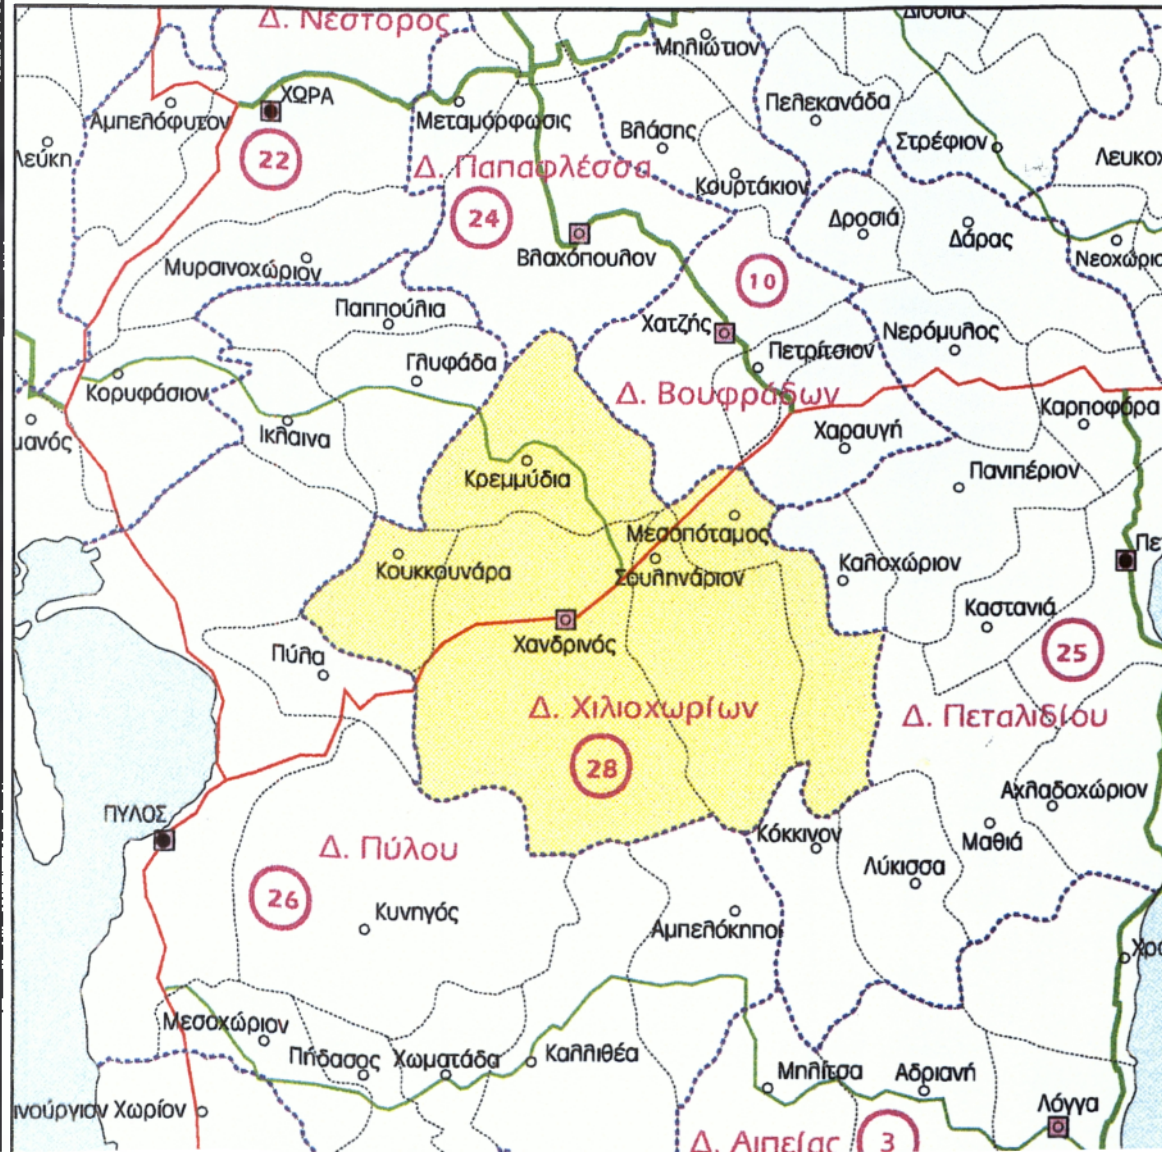 Δ. Νέστορος
Μηλιώτιον
ΧΩΡΑ
Αμπελόφυτον
Μεταμόρφωσις
Πελεκανάδα
Βλάσης
Στρέφιον
Λεύκη
22
Δ. Παπαφλέσσα
Κουρτάκιον
24
Δροσιά
Δάρας
Βλαχόπουλον
Μυρσινοχώριον
10
Παππούλια
Χατζής
Νερόμυλος
Πετρίτσιον
Γλυφάδα
Κορυφάσιον
Δ. Βουφράδων
Καρποφόρα
Ικλαινα
Χαραυγή
Κρεμμύδια
Πανιπέριον
Μεσοπόταμος
Κουκκουνάρα
Σουληνάριον
Καλοχώριον
Καστανιά
Χανδρινός
Πύλα
25
Δ. Χιλιοχωρίων
Δ. Πεταλιδίου
28
Αχλαδοχώριον
ΠΥΛΟΣ
Κόκκινον
Μαθιά
Δ. Πύλου
Λύκισσα
26
Κυνηγός
Αμπελόκηποι
Μεσοχώριον
Πήδασος
Χωματάδα
Καλλιθέα
Μηλίτσα
Αδριανή
Λόγγα
Χωρίον
Δ. Αιπείας
3